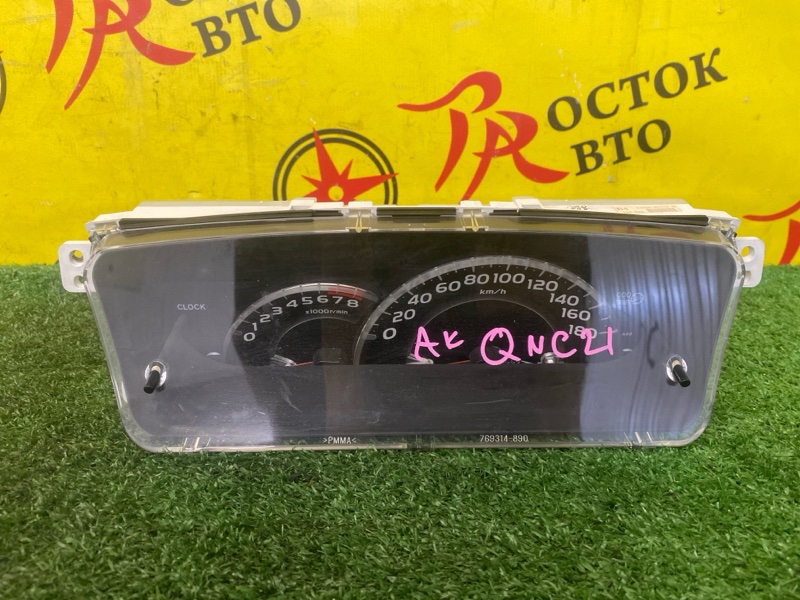 ОСТОК
ВТО
РА ОСТОК
ВТО
CLOCK
0 1 2 3 4 5 6 7 8
x1000r/min
0 20 40 60 80 100 120 140 160 180
km/h
AK QNC21
>PMMA<
769314-890